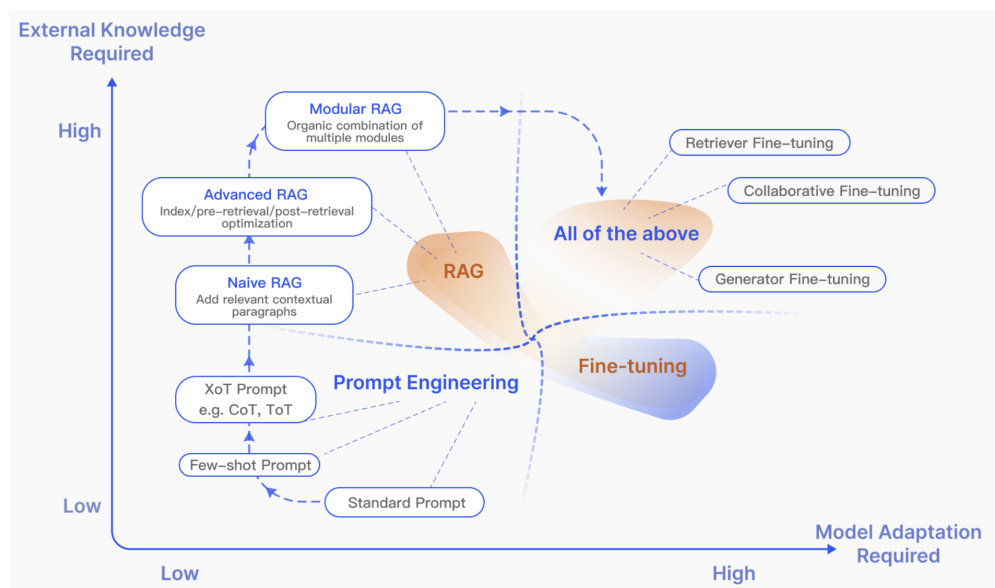 External Knowledge
Required
High
Modular RAG
Organic combination of
multiple modules
Retriever Fine-tuning
Advanced RAG
Index/pre-retrieval/post-retrieval
optimization
Collaborative Fine-tuning
All of the above
RAG
Naive RAG
Add relevant contextual
paragraphs
Generator Fine-tuning
Fine-tuning
Prompt Engineering
XoT Prompt
e.g. CoT, ToT
Few-shot Prompt
Standard Prompt
Low
Model Adaptation
Required
Low
High